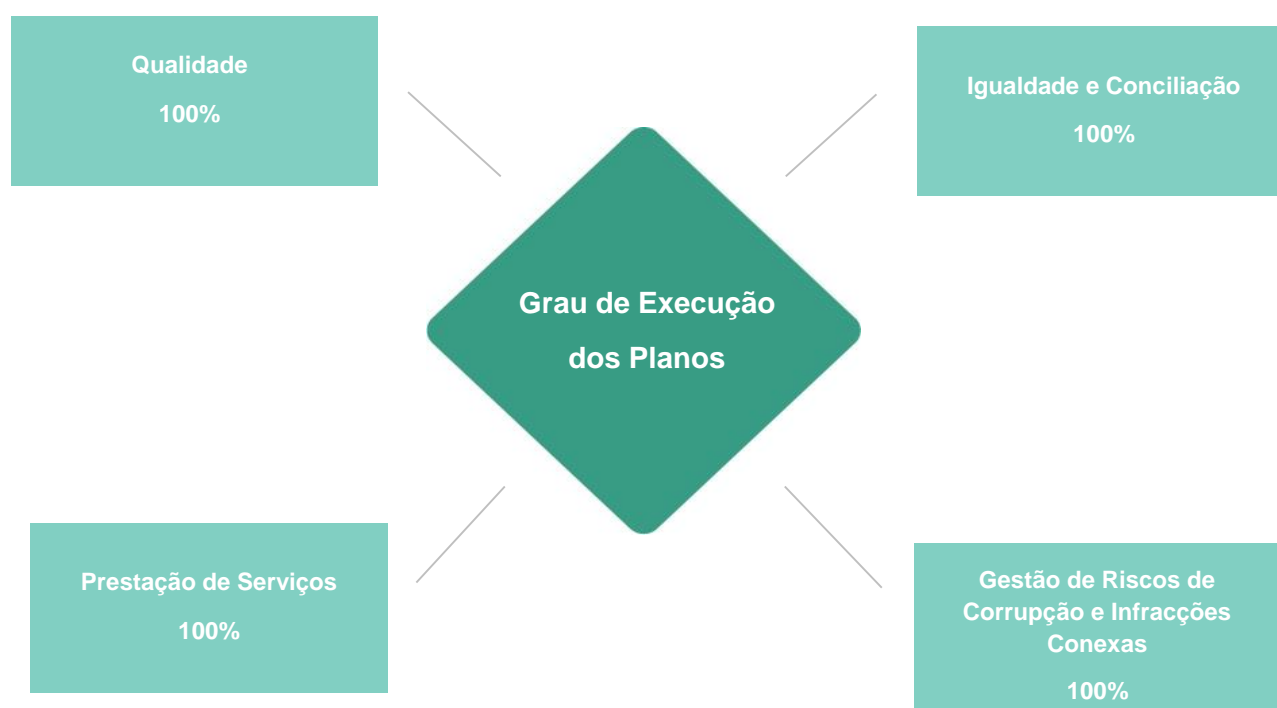 Qualidade
100%
Igualdade e Conciliação
100%
Grau de Execução
dos Planos
Prestação de Serviços
100%
Gestão de Riscos de
Corrupção e Infracções
Conexas
100%